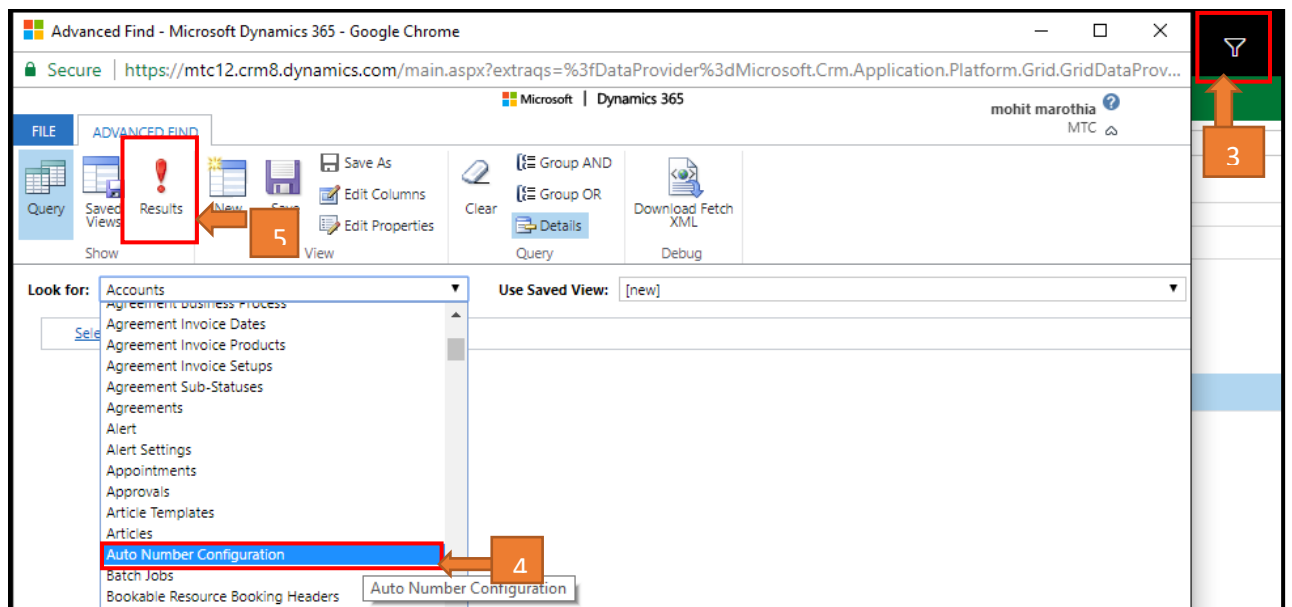 Advanced Find - Microsoft Dynamics 365 - Google Chrome
Secure | https://mtc12.crm8.dynamics.com/main.aspx?extraqs=%3fDataProvider%3dMicrosoft.Crm.Application.Platform.Grid.GridDataProv...
Microsoft | Dynamics 365
mohit marothia
MTC
3
FILE ADVANCED FIND
Query
Saved Views
Results
New
Save
Save As
Edit Columns
Edit Properties
Clear
Group AND
Group OR
Details
Download Fetch XML
5
Show View Query Debug
Look for: Accounts Use Saved View: [new]
Agreement Business Process
Sele
Agreement Invoice Dates
Agreement Invoice Products
Agreement Invoice Setups
Agreement Sub-Statuses
Agreements
Alert
Alert Settings
Appointments
Approvals
Article Templates
Articles
Auto Number Configuration
4
Batch Jobs
Auto Number Configuration
Bookable Resource Booking Headers